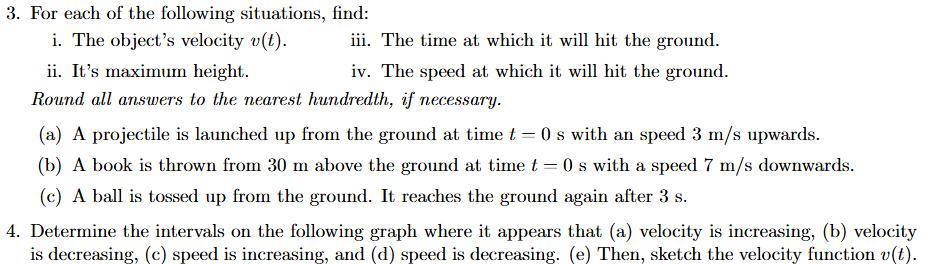 3. For each of the following situations, find:
i. The object's velocity v(t).
iii. The time at which it will hit the ground.
ii. It's maximum height.
iv. The speed at which it will hit the ground.
Round all answers to the nearest hundredth, if necessary.
(a) A projectile is launched up from the ground at time t = 0 s with an speed 3 m/s upwards.
(b) A book is thrown from 30 m above the ground at time t = 0 s with a speed 7 m/s downwards.
(c) A ball is tossed up from the ground. It reaches the ground again after 3 s.
4. Determine the intervals on the following graph where it appears that (a) velocity is increasing, (b) velocity
is decreasing, (c) speed is increasing, and (d) speed is decreasing. (e) Then, sketch the velocity function v(t).